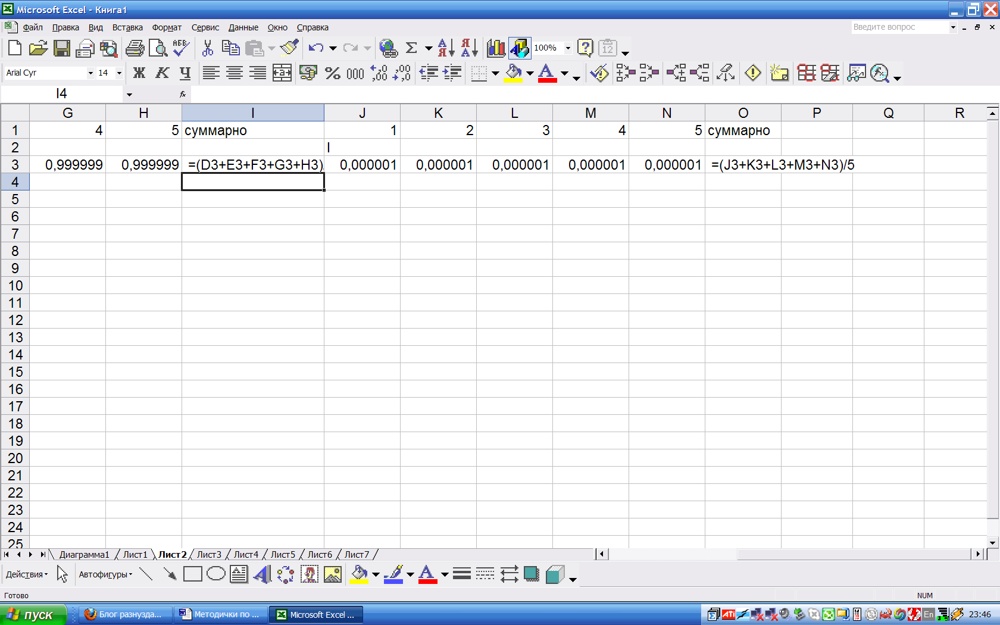 Microsoft Excel - Книга1
Файл Правка Вид Вставка Формат Сервис Данные Окно Справка Введите вопрос
100%
Arial Cyr 14 Ж К Ч % 000
I4 fx
G H I J K L M N O P Q R
1 4 5 суммарно 1 2 3 4 5 суммарно
2 I
3 0,999999 0,999999 =(D3+E3+F3+G3+H3) 0,000001 0,000001 0,000001 0,000001 0,000001 =(J3+K3+L3+M3+N3)/5
4
5
6
7
8
9
10
11
12
13
14
15
16
17
18
19
20
21
22
23
24
25
Диаграмма1 Лист1 Лист2 Лист3 Лист4 Лист5 Лист6 Лист7
Действия Автофигуры
Готово NUM
пуск Блог разнузда... Методички по ... Microsoft Excel ... ATI En 23:46